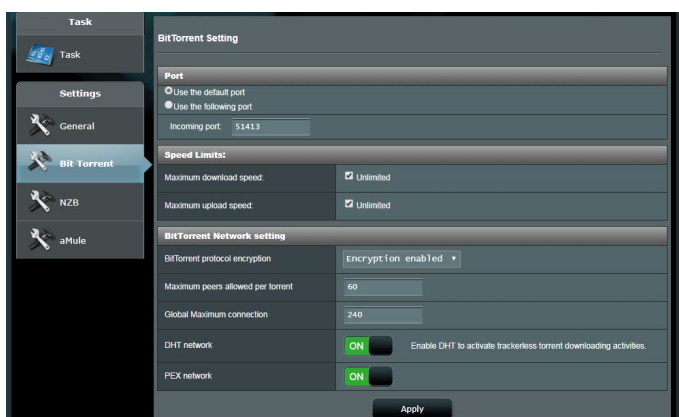 Task
Task
Settings
General
Bit Torrent
NZB
aMule
BitTorrent Setting
Port
Use the default port
Use the following port
Incoming port: 51413
Speed Limits:
Maximum download speed: Unlimited
Maximum upload speed: Unlimited
BitTorrent Network setting
BitTorrent protocol encryption Encryption enabled
Maximum peers allowed per torrent 60
Global Maximum connection 240
DHT network ON Enable DHT to activate trackerless torrent downloading activities.
PEX network ON
Apply